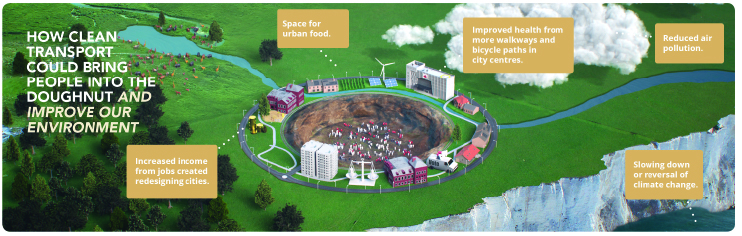 HOW CLEAN
TRANSPORT
COULD BRING
PEOPLE INTO THE
DOUGHNUT AND
IMPROVE OUR
ENVIRONMENT
Space for
urban food.
Improved health from
more walkways and
bicycle paths in
city centres.
Reduced air
pollution.
Increased income
from jobs created
redesigning cities.
Slowing down
or reversal of
climate change.